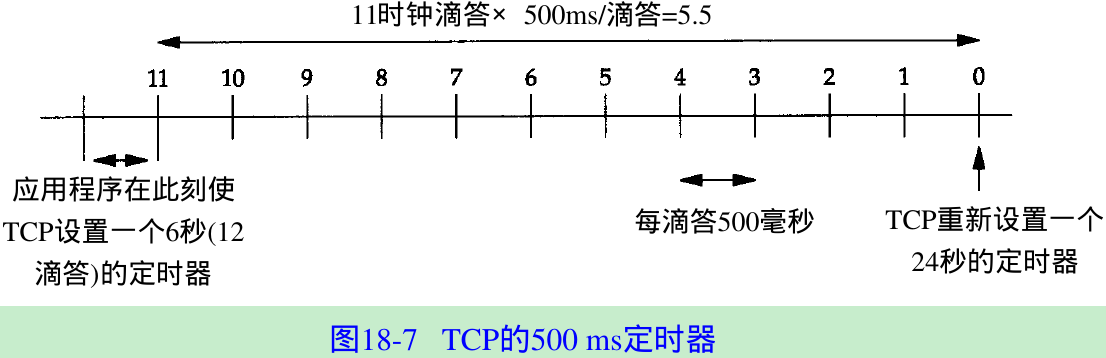 11时钟滴答× 500ms/滴答=5.5
11 10 9 8 7 6 5 4 3 2 1 0
应用程序在此刻使
TCP设置一个6秒(12
滴答)的定时器
每滴答500毫秒
TCP重新设置一个
24秒的定时器
图18-7 TCP的500 ms定时器